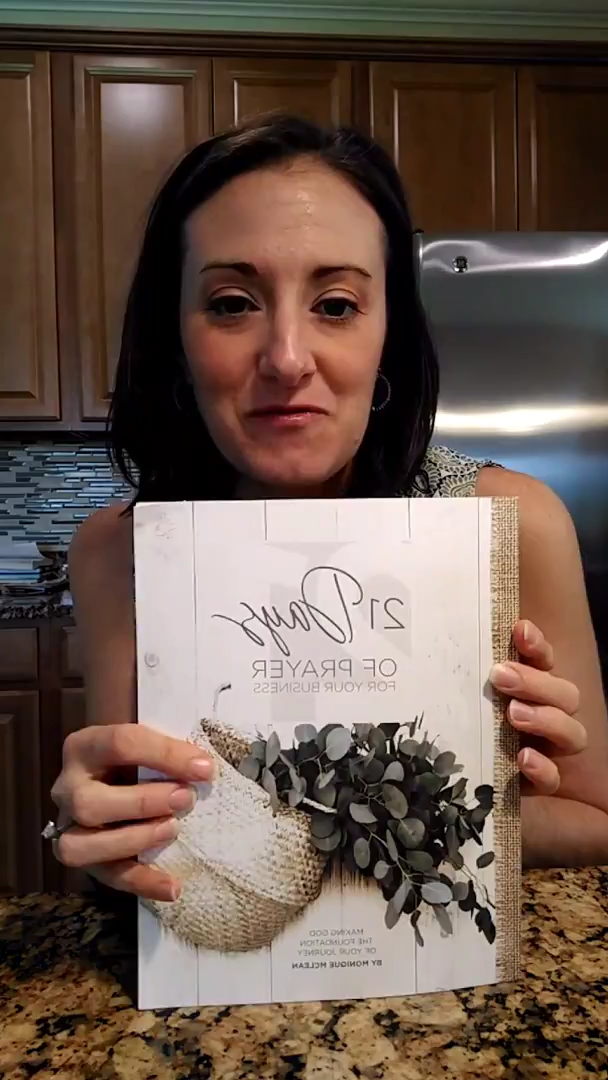 21 Days
OF PRAYER
FOR YOUR BUSINESS
MAKING GOD
THE FOUNDATION
OF YOUR JOURNEY
BY MONIQUE MCLEAN